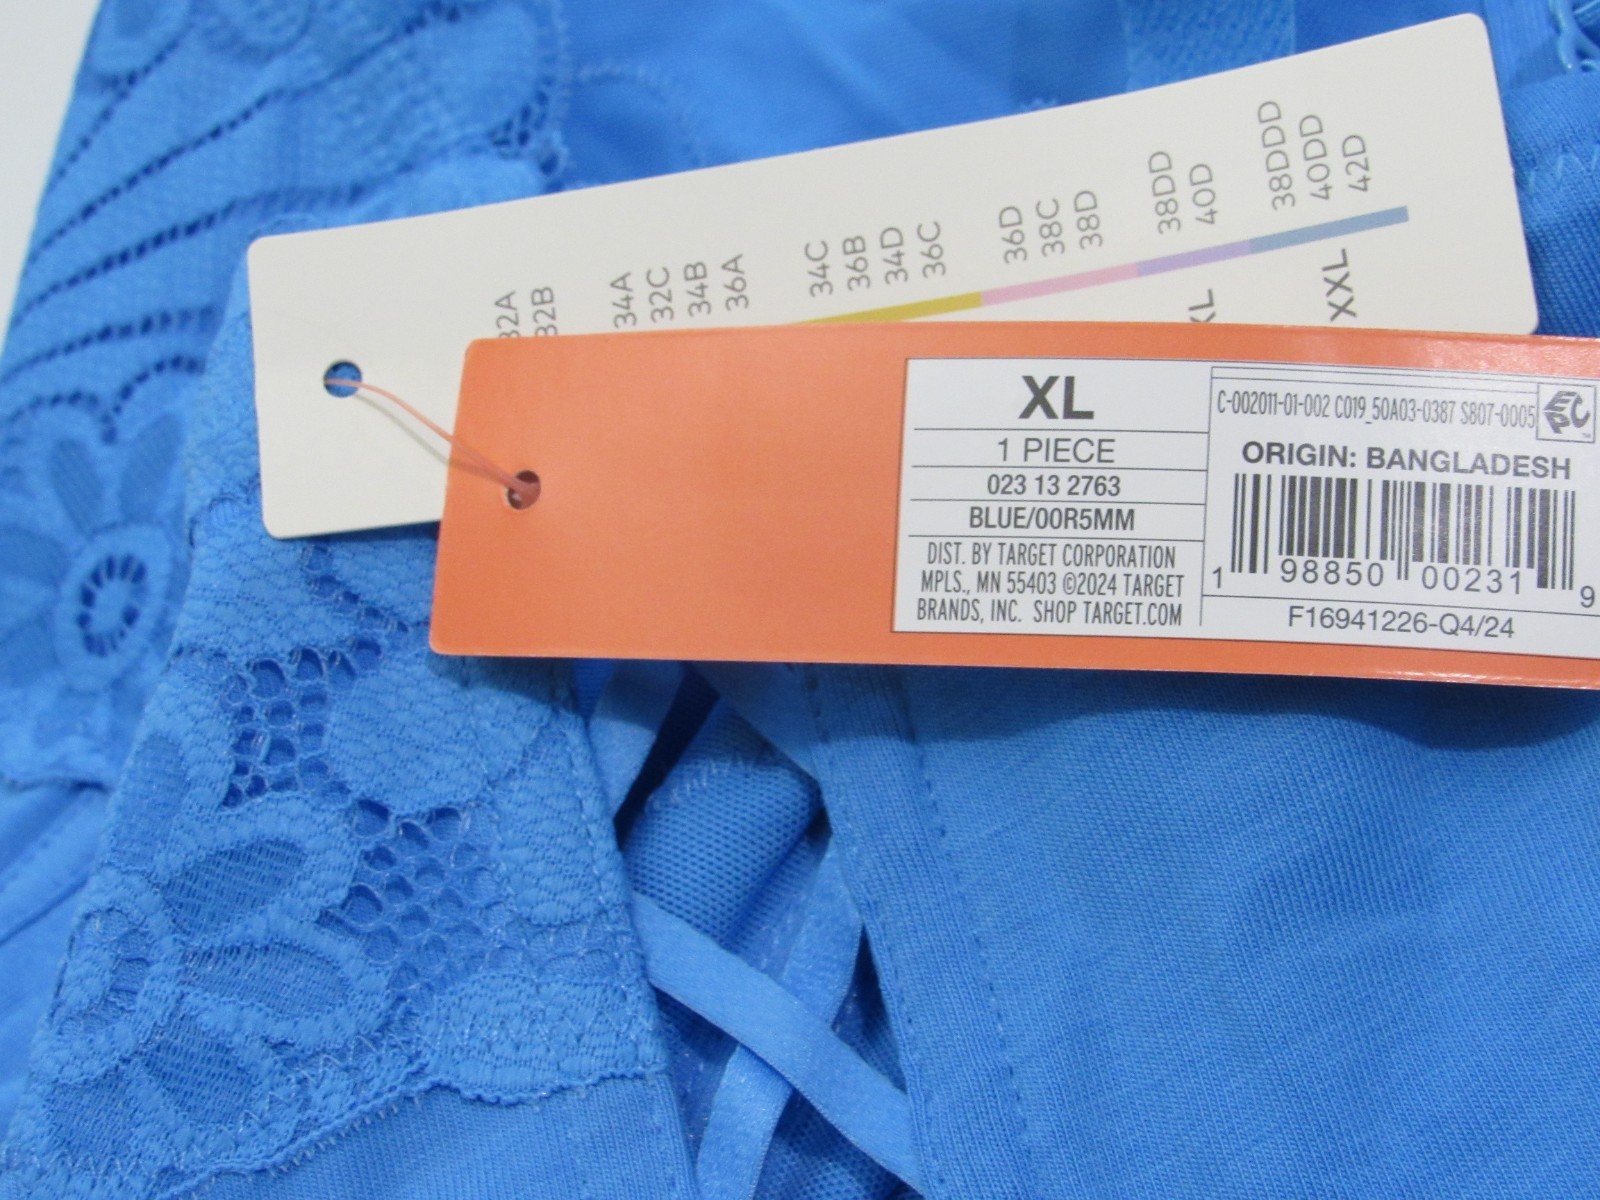 32A
32B
34A
32C
34B
36A
34C
36B
34D
36C
36D
38C
38D
38DD
40D
38DDD
40DD
42D
XL
XXL
XL
1 PIECE
023 13 2763
BLUE/00R5MM
DIST. BY TARGET CORPORATION
MPLS., MN 55403 ©2024 TARGET
BRANDS, INC. SHOP TARGET.COM
C-002011-01-002 C019_50A03-0387 S807-0005
EPC
ORIGIN: BANGLADESH
1 98850 00231 9
F16941226-Q4/24